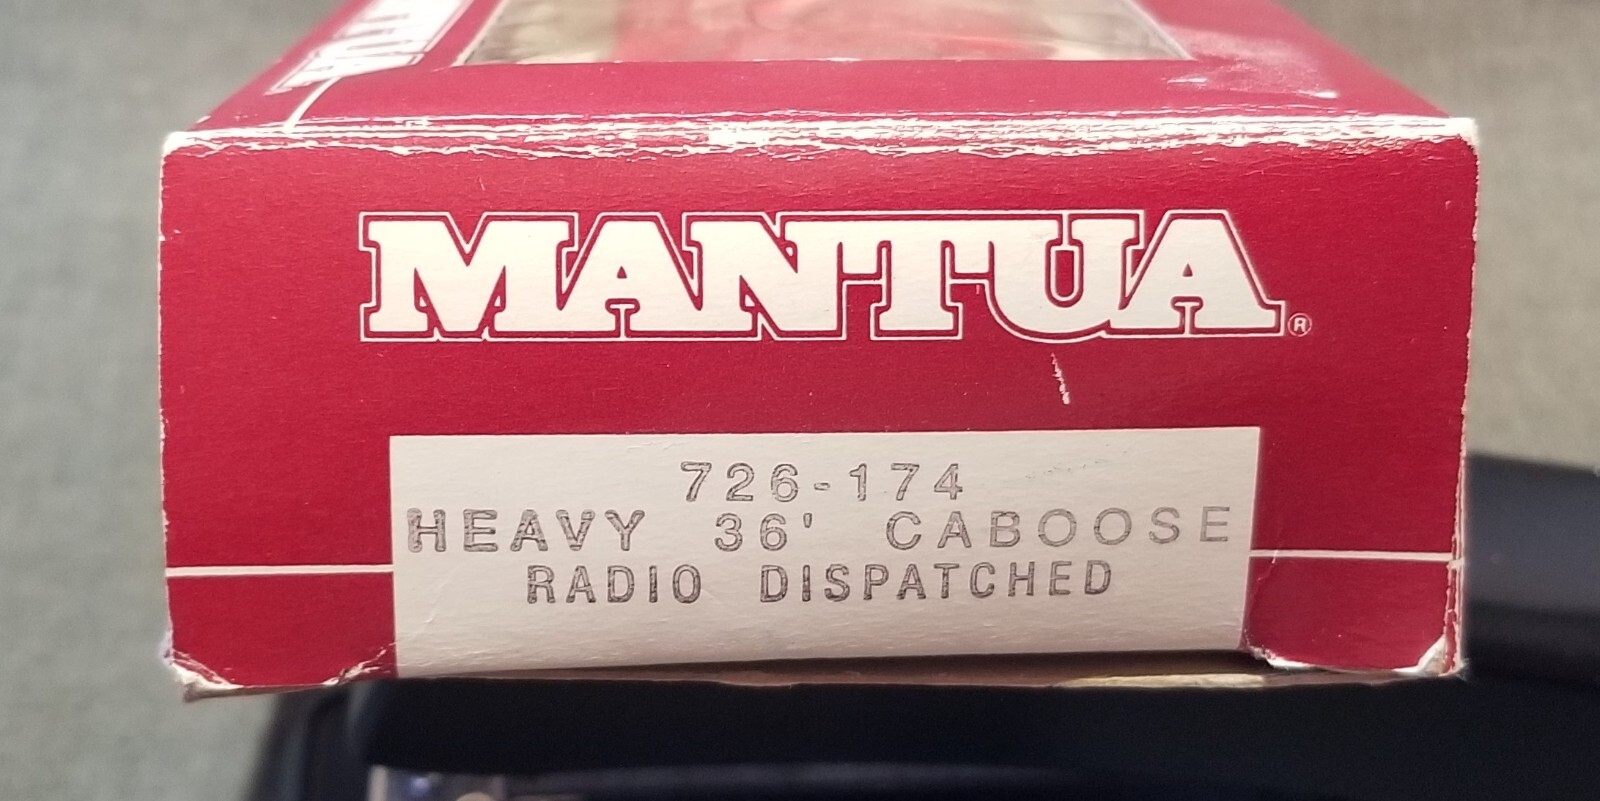 MANTUA®
726-174
HEAVY 36' CABOOSE
RADIO DISPATCHED